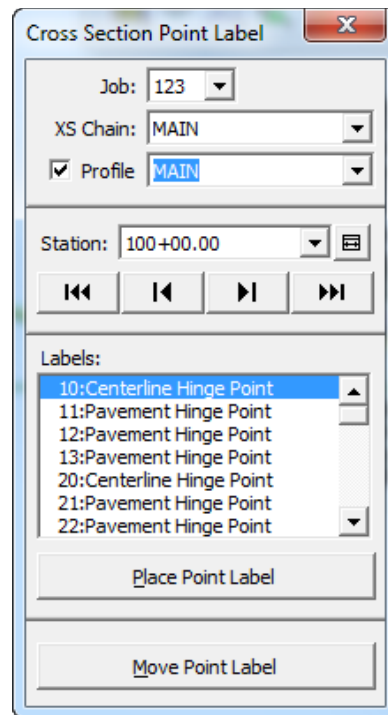 Cross Section Point Label
Job: 123
XS Chain: MAIN
Profile MAIN
Station: 100+00.00
Labels:
10:Centerline Hinge Point
11:Pavement Hinge Point
12:Pavement Hinge Point
13:Pavement Hinge Point
20:Centerline Hinge Point
21:Pavement Hinge Point
22:Pavement Hinge Point
Place Point Label
Move Point Label